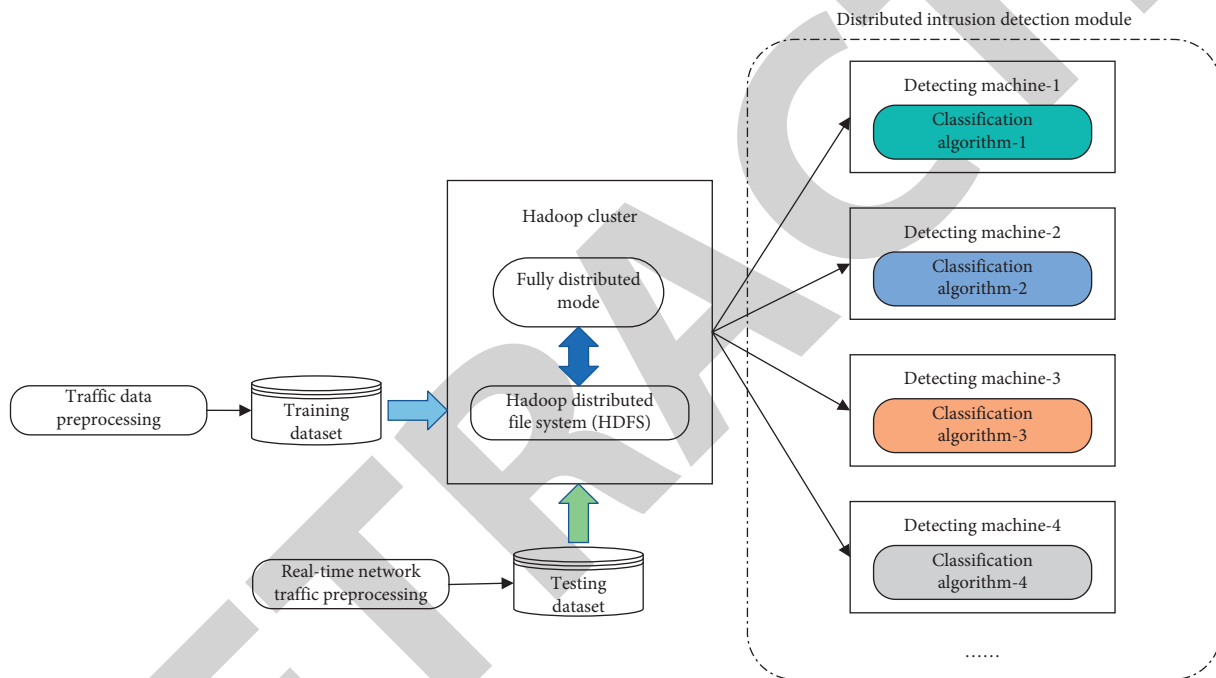 Distributed intrusion detection module
Detecting machine-1
Classification
algorithm-1
Hadoop cluster
Detecting machine-2
Fully distributed
mode
Classification
algorithm-2
Traffic data
preprocessing
Training
dataset
Hadoop distributed
file system (HDFS)
Detecting machine-3
Classification
algorithm-3
Real-time network
traffic preprocessing
Testing
dataset
Detecting machine-4
Classification
algorithm-4
......